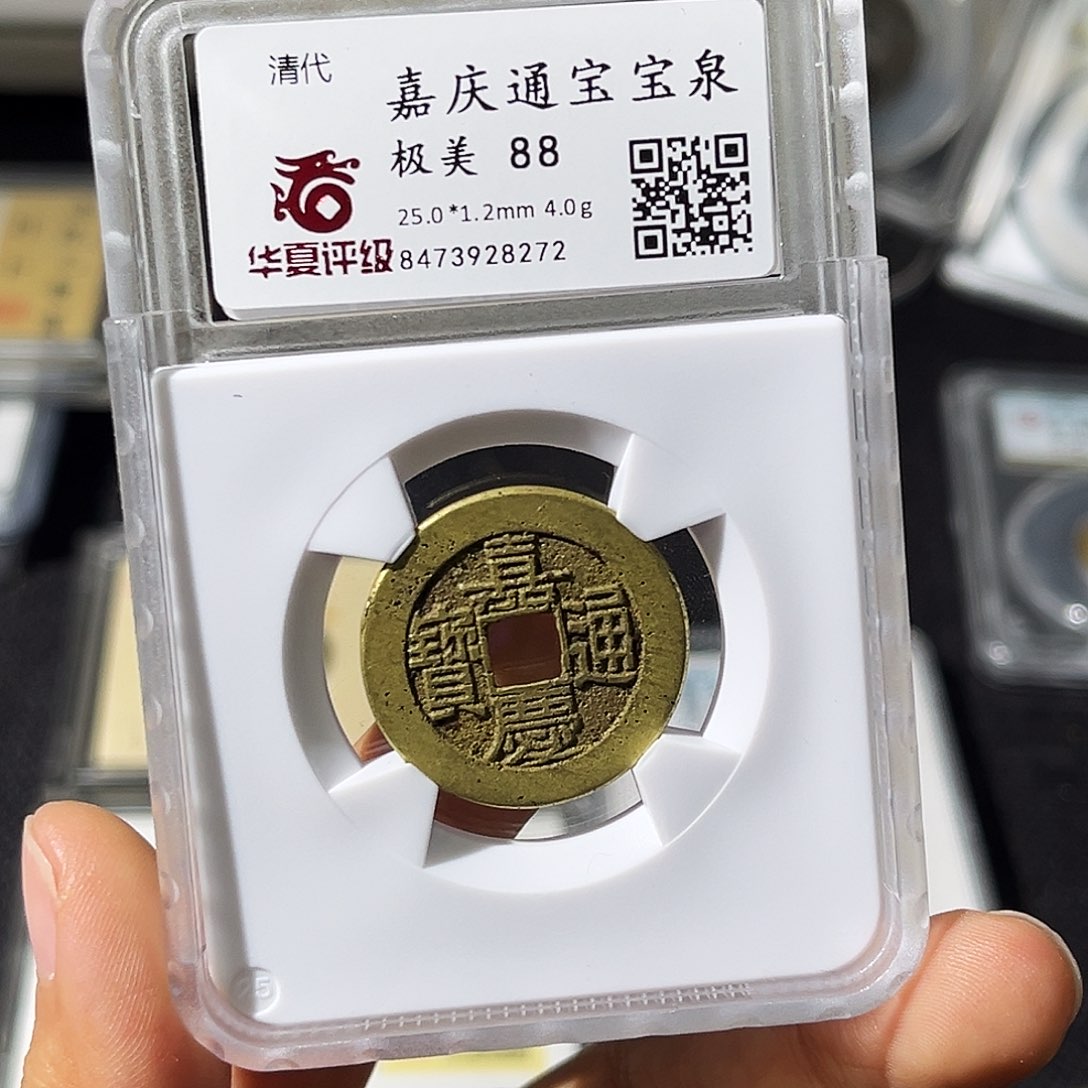 清代
嘉庆通宝宝泉
极美 88
25.0*1.2mm 4.0g
华夏评级
8473928272
嘉慶通寶
25